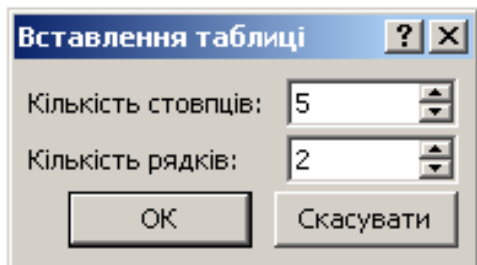 Вставлення таблиці
Кількість стовпців: 5
Кількість рядків: 2
ОК Скасувати